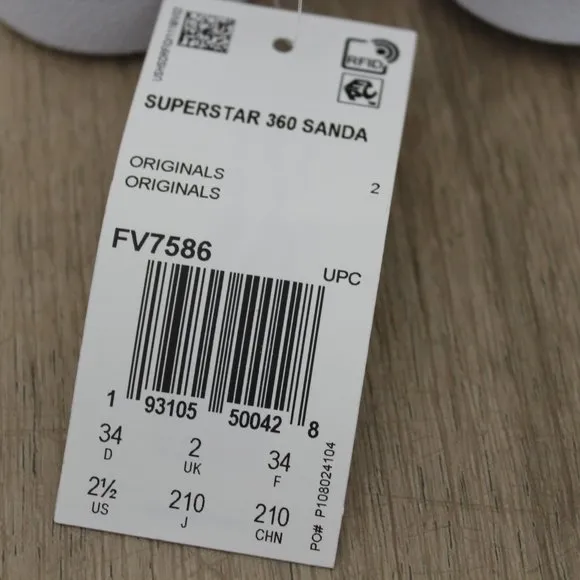 RFID
SUPERSTAR 360 SANDA
ORIGINALS
ORIGINALS 2
FV7586
UPC
1 93105 50042 8
34 2 34
D UK F
2½ 210 210
US J CHN
PO# P108024104